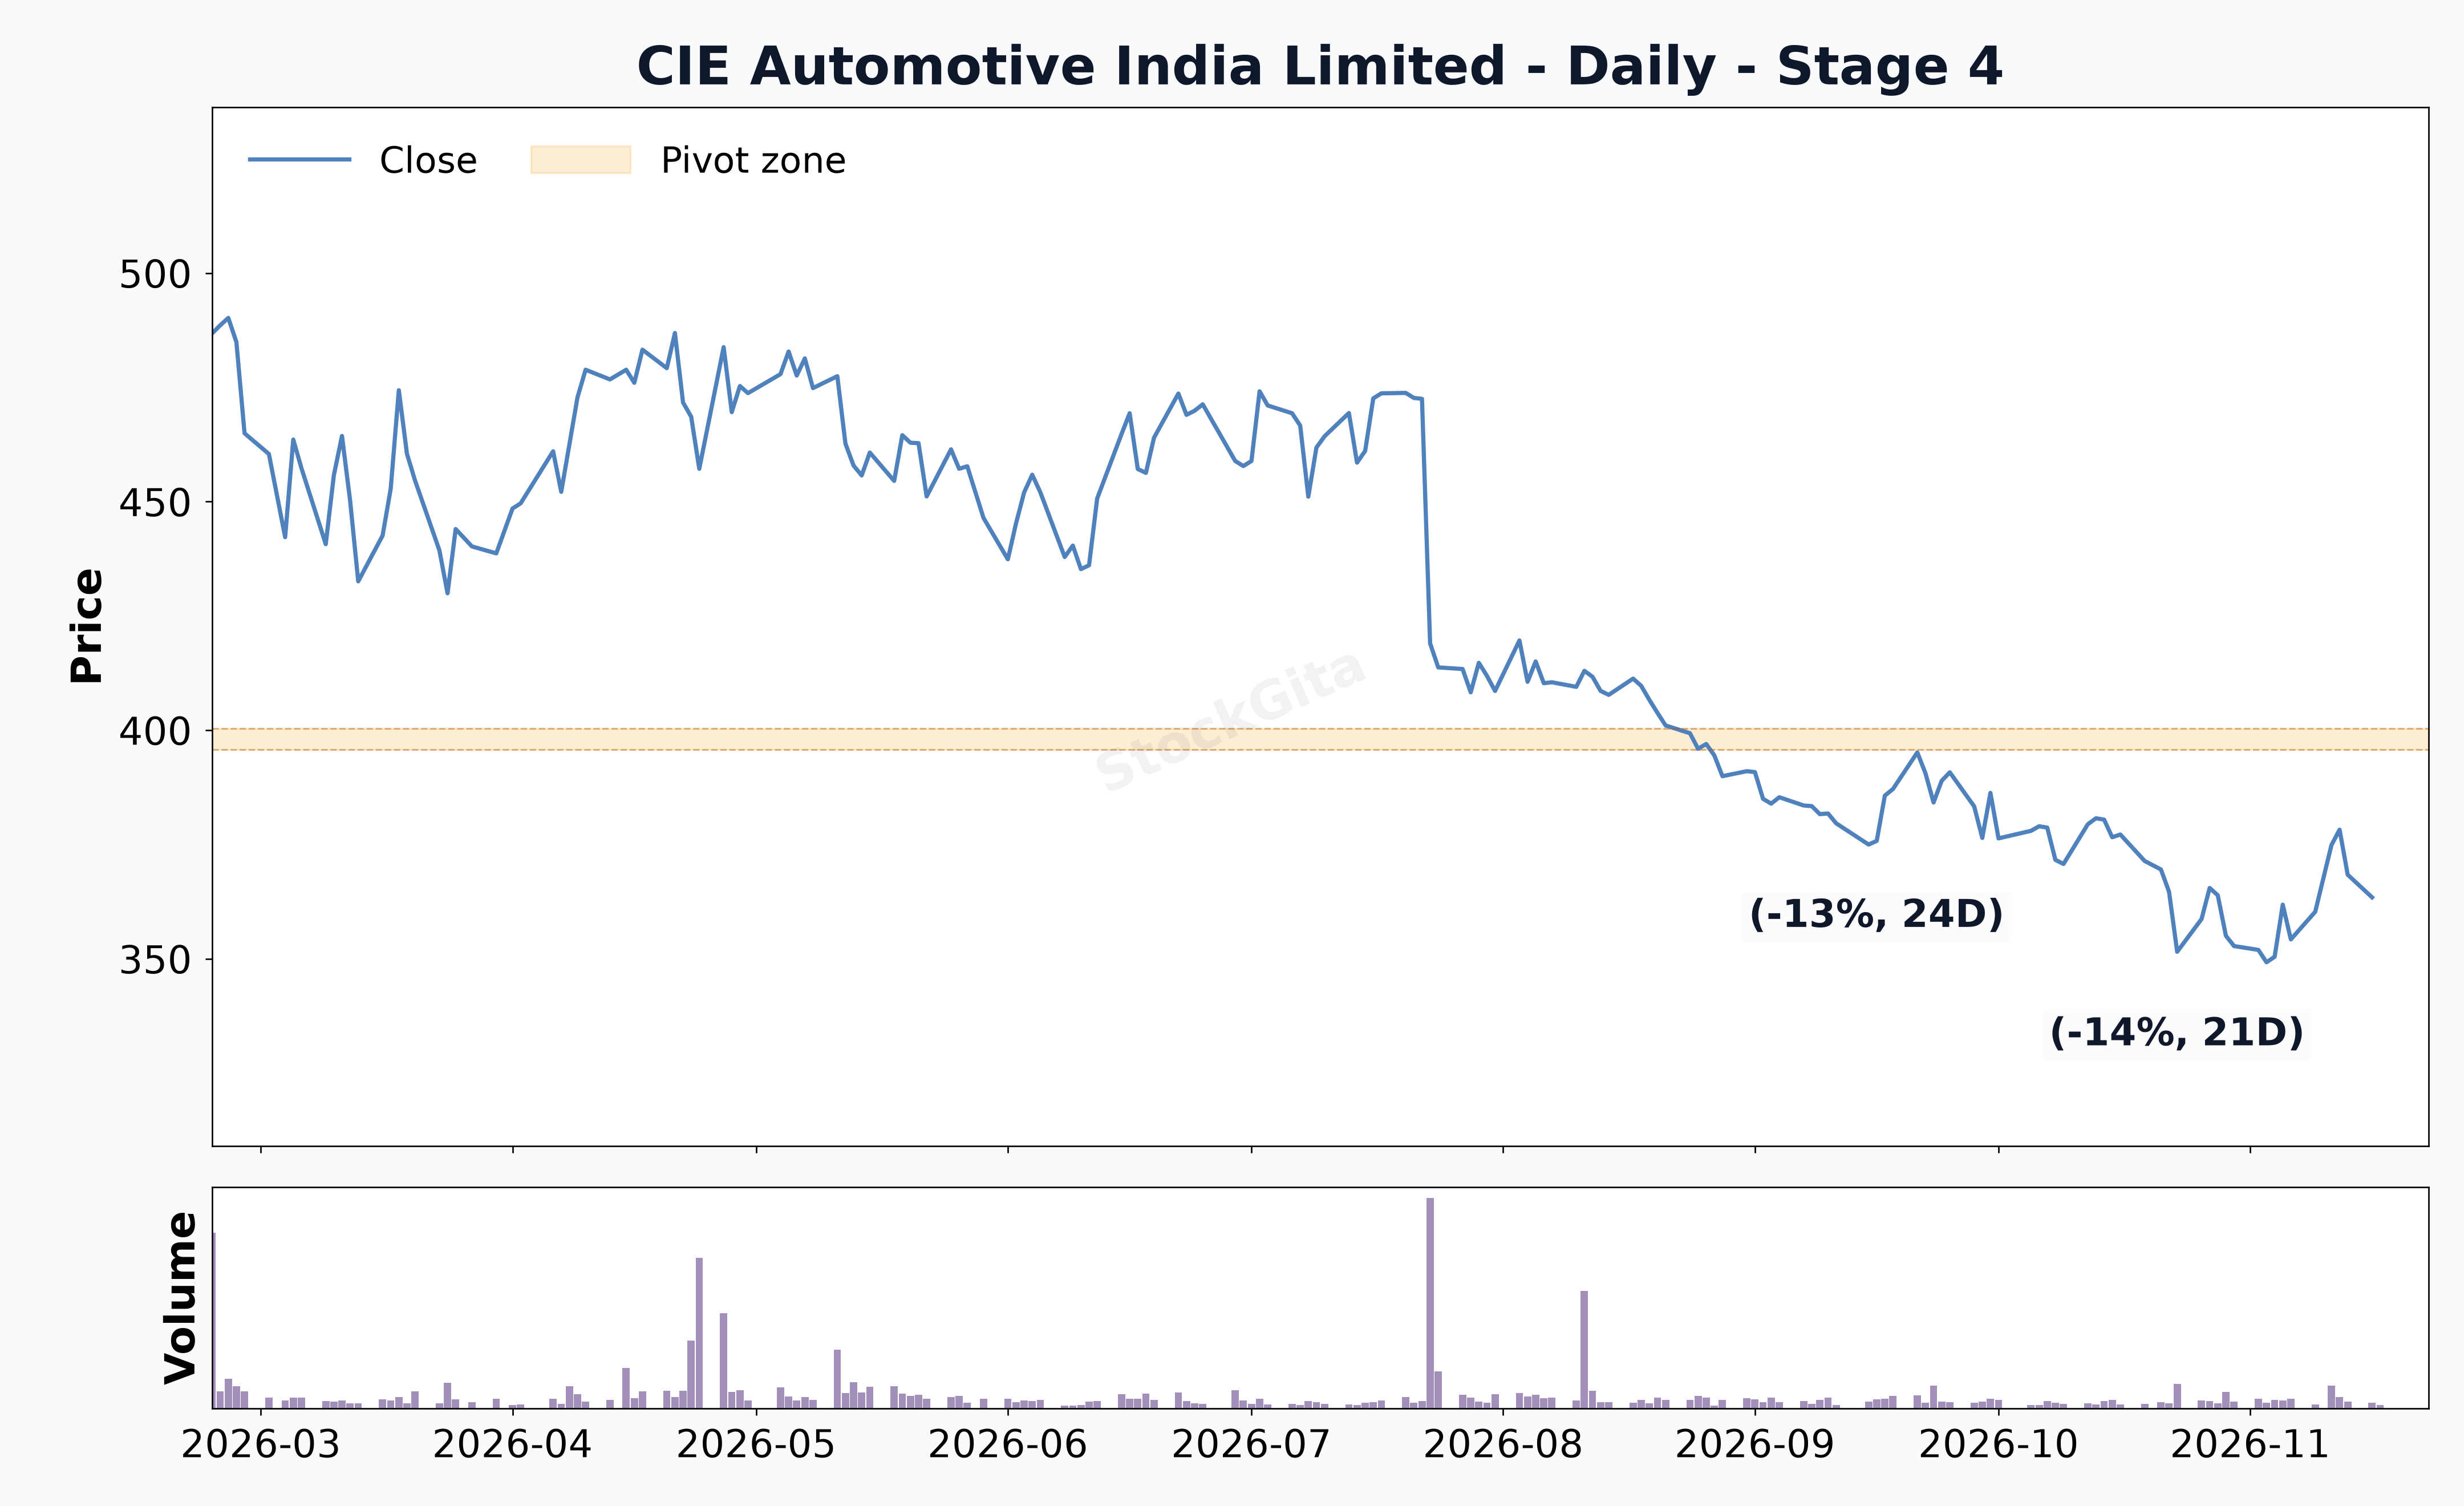 CIE Automotive India Limited - Daily - Stage 4
Close
Pivot zone
500
450
400
350
Price
StockGita
(-13%, 24D)
(-14%, 21D)
Volume
2026-03
2026-04
2026-05
2026-06
2026-07
2026-08
2026-09
2026-10
2026-11